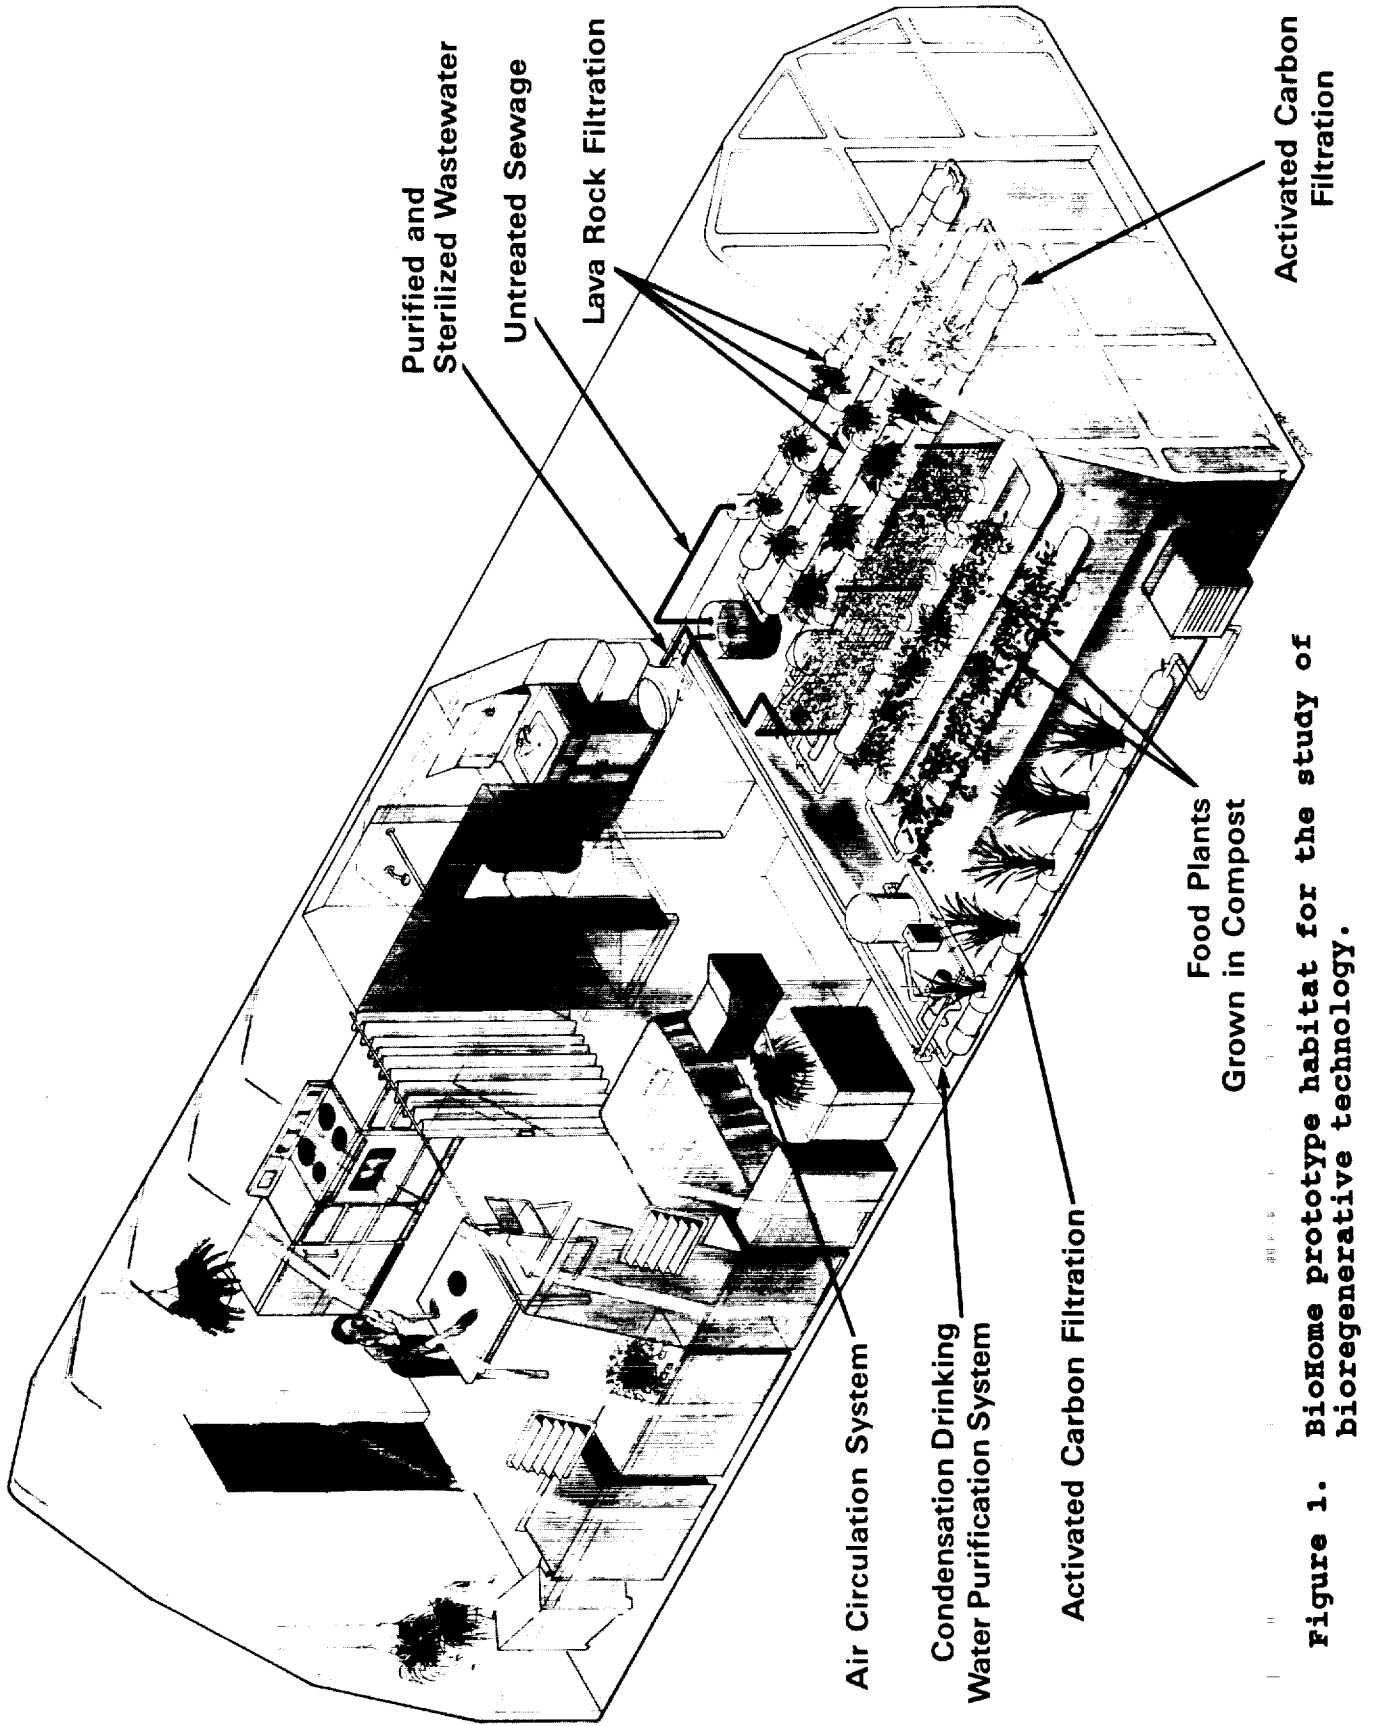 Purified and
Sterilized Wastewater
Untreated Sewage
Lava Rock Filtration
Activated Carbon
Filtration
Air Circulation System
Condensation Drinking
Water Purification System
Activated Carbon Filtration
Food Plants
Grown in Compost
Figure 1. BioHome prototype habitat for the study of
bioregenerative technology.